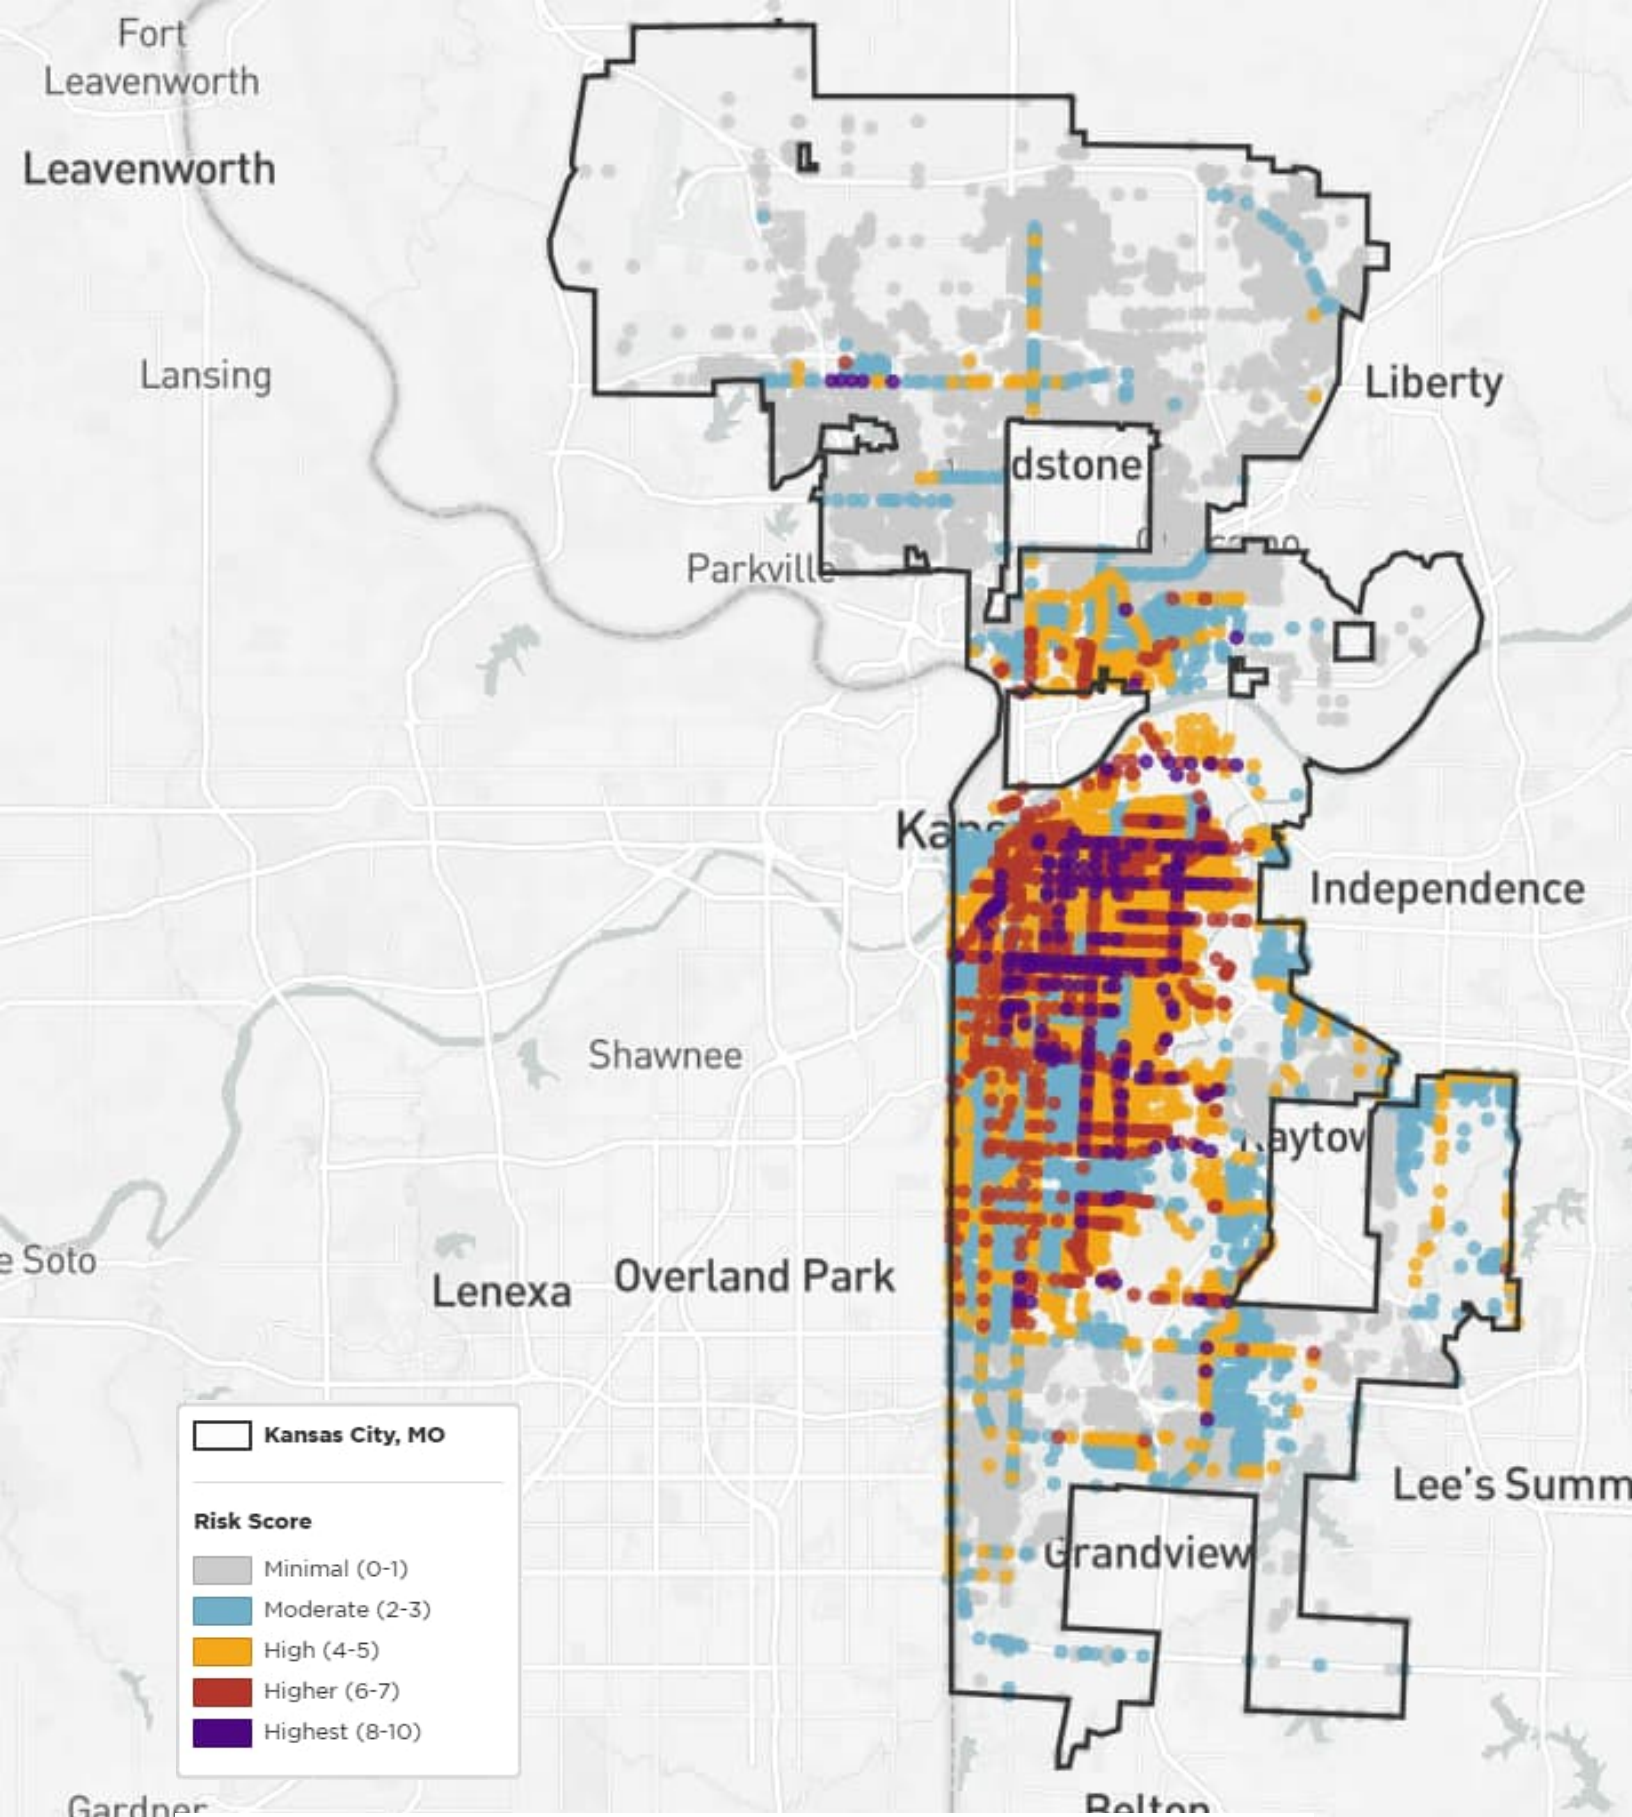 Fort
Leavenworth
Leavenworth
Lansing
Liberty
dstone
Parkville
Kans
Independence
Shawnee
Raytow
e Soto
Lenexa
Overland Park
Kansas City, MO
Risk Score
Minimal (0-1)
Moderate (2-3)
High (4-5)
Higher (6-7)
Highest (8-10)
Lee's Summ
Grandview
Gardner
Belton